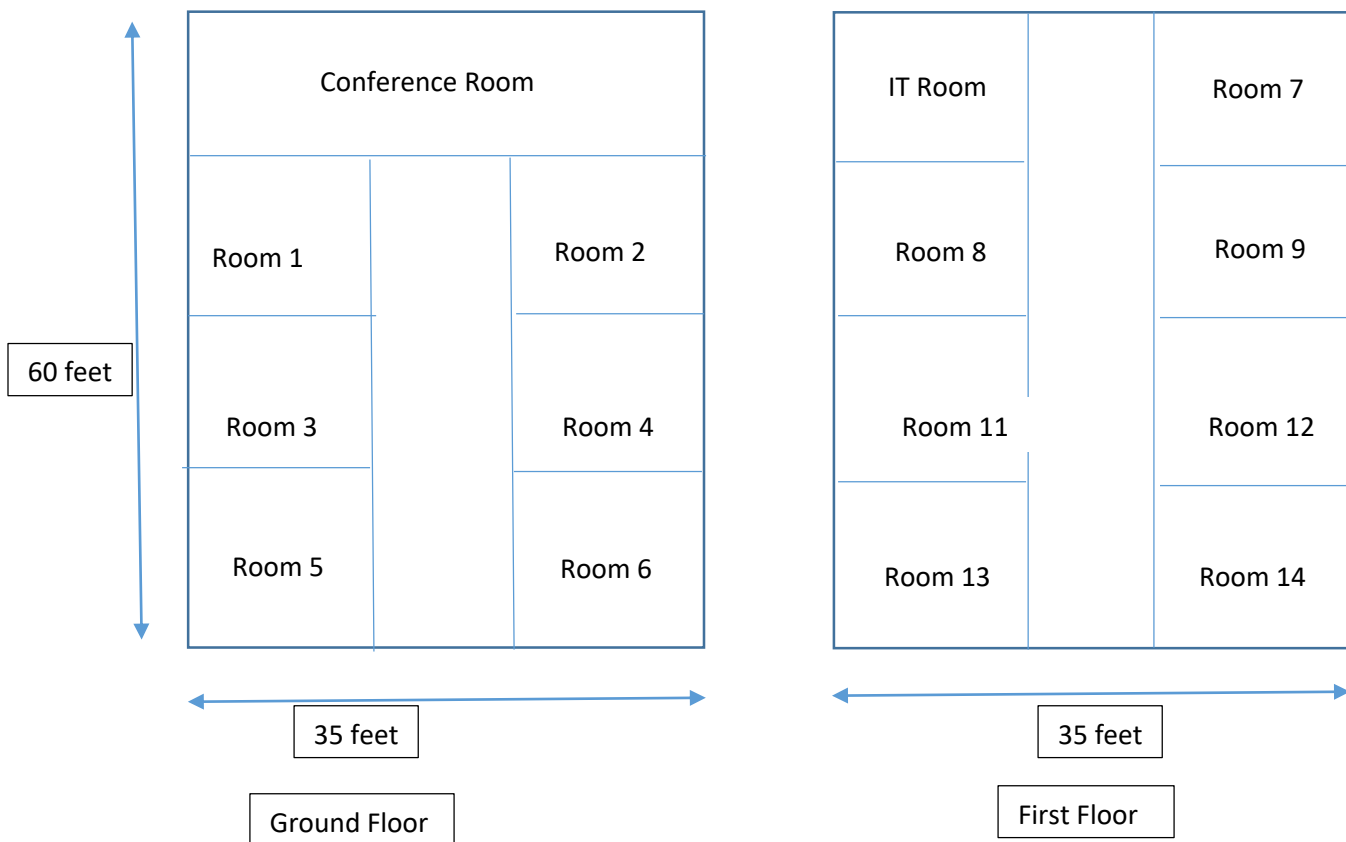 Conference Room
Room 1
Room 2
Room 3
Room 4
Room 5
Room 6
60 feet
35 feet
Ground Floor
IT Room
Room 7
Room 8
Room 9
Room 11
Room 12
Room 13
Room 14
35 feet
First Floor